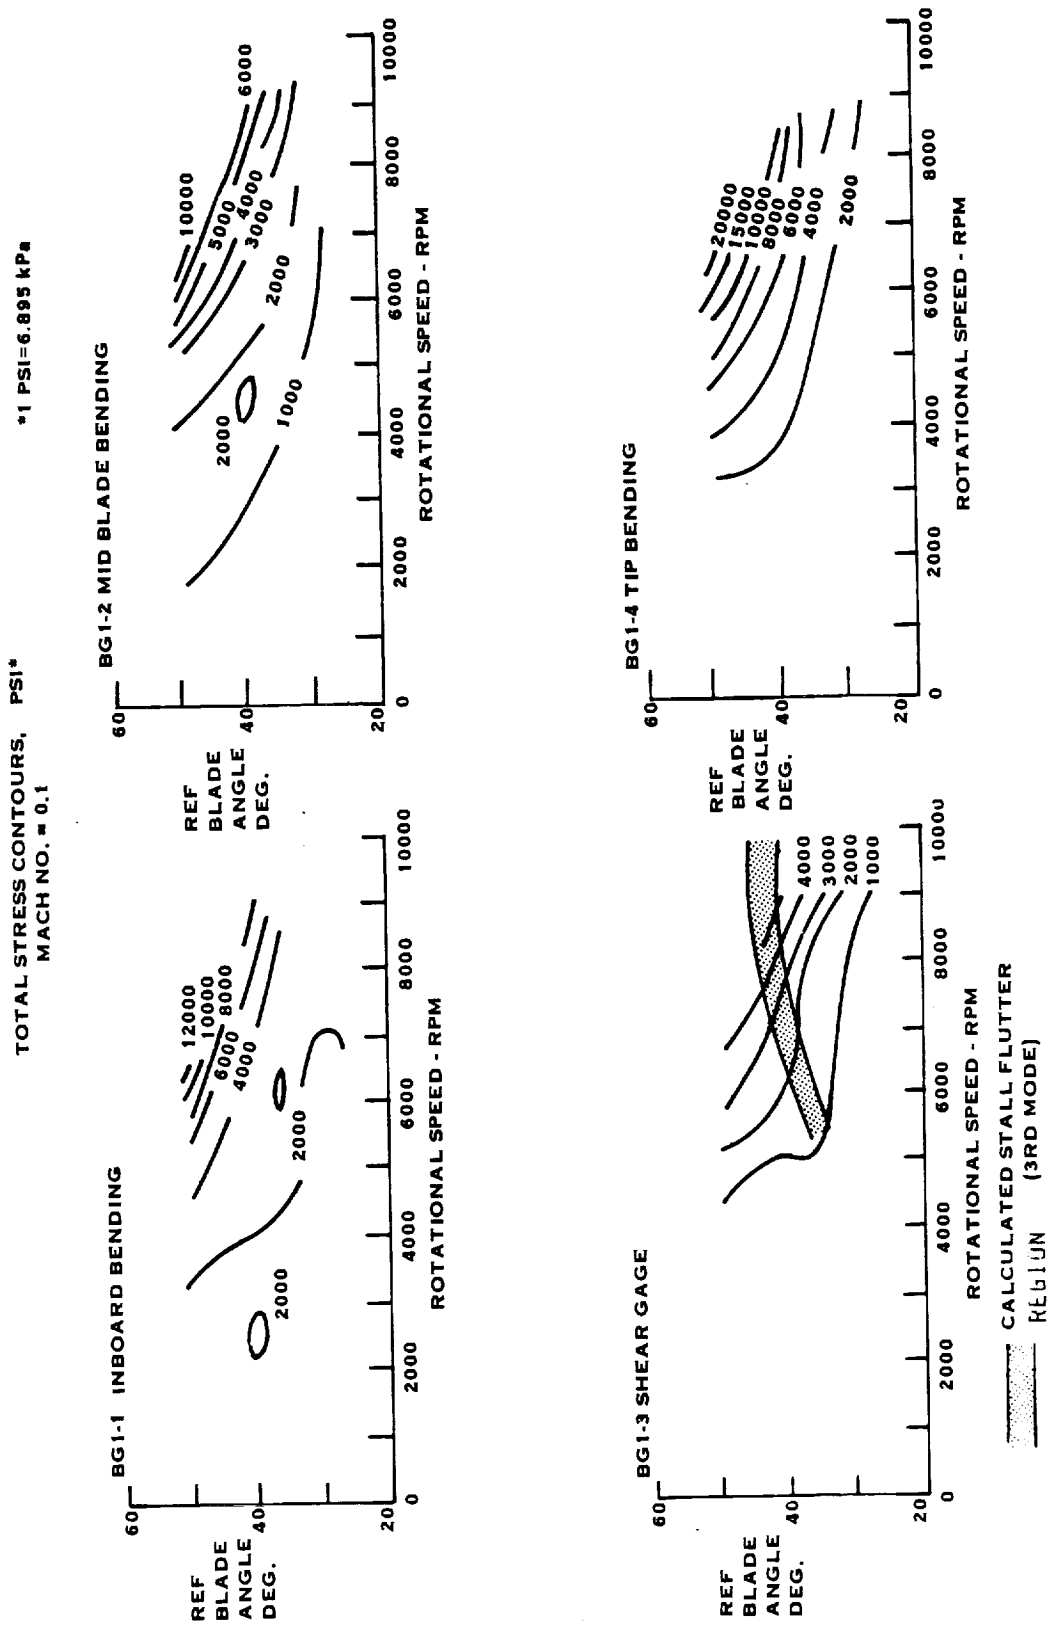 TOTAL STRESS CONTOURS, PSI*
MACH NO. = 0.1
*1 PSI=6.895 kPa
BG1-1 INBOARD BENDING
REF
BLADE
ANGLE
DEG.
60
40
20
12000
10000
8000
6000
4000
2000
2000
0
2000
4000
6000
8000
10000
ROTATIONAL SPEED - RPM
BG1-2 MID BLADE BENDING
REF
BLADE
ANGLE
DEG.
60
40
20
10000
6000
5000
4000
3000
2000
2000
1000
0
2000
4000
6000
8000
10000
ROTATIONAL SPEED - RPM
BG1-3 SHEAR GAGE
REF
BLADE
ANGLE
DEG.
60
40
20
4000
3000
2000
1000
0
2000
4000
6000
8000
10000
ROTATIONAL SPEED - RPM
CALCULATED STALL FLUTTER
REGION (3RD MODE)
BG1-4 TIP BENDING
REF
BLADE
ANGLE
DEG.
60
40
20
20000
15000
10000
8000
6000
4000
2000
0
2000
4000
6000
8000
10000
ROTATIONAL SPEED - RPM